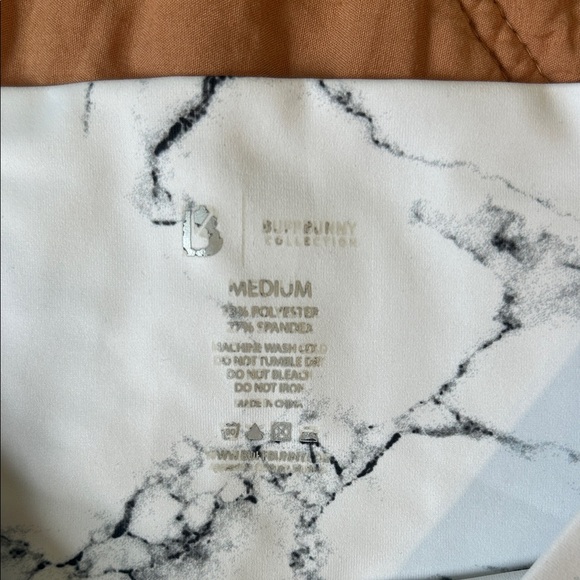 B
BUFFBUNNY
COLLECTION
MEDIUM
POLYESTER
SPANDEX
MACHINE WASH COLD
DO NOT TUMBLE DRY
DO NOT BLEACH
DO NOT IRON
MADE IN CHINA